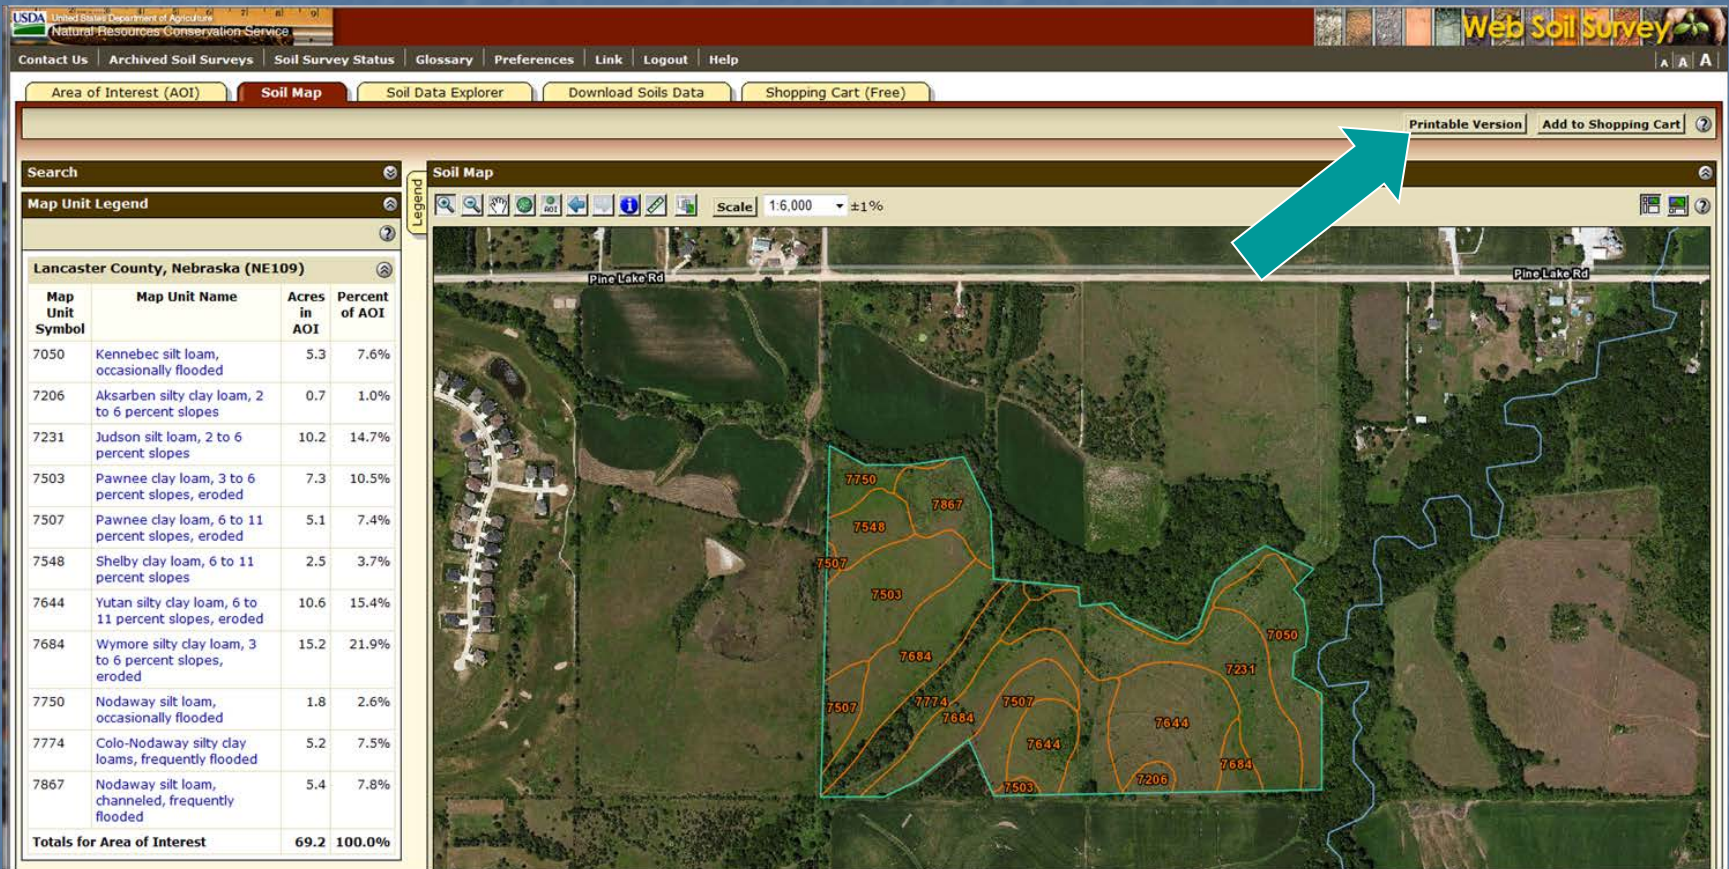 USDA United States Department of Agriculture
Natural Resources Conservation Service
Web Soil Survey
Contact Us | Archived Soil Surveys | Soil Survey Status | Glossary | Preferences | Link | Logout | Help
A A A
Area of Interest (AOI) Soil Map Soil Data Explorer Download Soils Data Shopping Cart (Free)
Printable Version Add to Shopping Cart ?
Search
Map Unit Legend
?
Lancaster County, Nebraska (NE109)
Map Unit Symbol Map Unit Name Acres in AOI Percent of AOI
7050 Kennebec silt loam, occasionally flooded 5.3 7.6%
7206 Aksarben silty clay loam, 2 to 6 percent slopes 0.7 1.0%
7231 Judson silt loam, 2 to 6 percent slopes 10.2 14.7%
7503 Pawnee clay loam, 3 to 6 percent slopes, eroded 7.3 10.5%
7507 Pawnee clay loam, 6 to 11 percent slopes, eroded 5.1 7.4%
7548 Shelby clay loam, 6 to 11 percent slopes 2.5 3.7%
7644 Yutan silty clay loam, 6 to 11 percent slopes, eroded 10.6 15.4%
7684 Wymore silty clay loam, 3 to 6 percent slopes, eroded 15.2 21.9%
7750 Nodaway silt loam, occasionally flooded 1.8 2.6%
7774 Colo-Nodaway silty clay loams, frequently flooded 5.2 7.5%
7867 Nodaway silt loam, channeled, frequently flooded 5.4 7.8%
Totals for Area of Interest 69.2 100.0%
Legend
Soil Map
AOI i Scale 1:6,000 ±1% ?
Pine Lake Rd Pine Lake Rd
7750
7867
7548
7507
7503
7050
7684
7231
7507 7774 7507
7684 7644
7644
7684
7503 7206